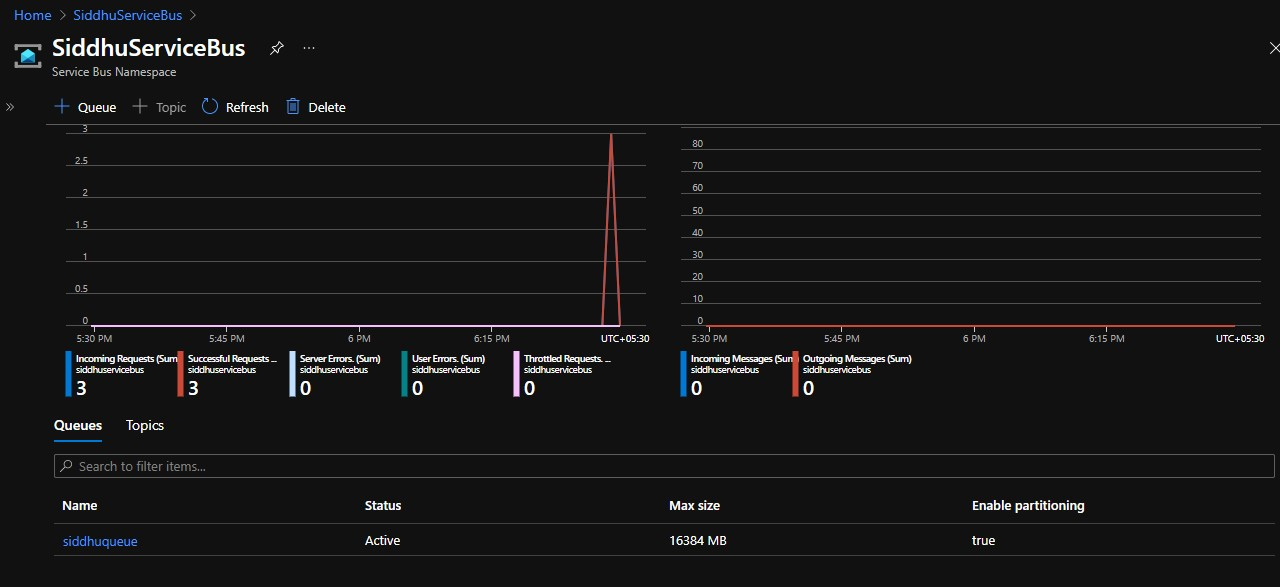 Home > SiddhuServiceBus >
SiddhuServiceBus ...
Service Bus Namespace
»
+ Queue + Topic Refresh Delete
3
2.5
2
1.5
1
0.5
0
5:30 PM 5:45 PM 6 PM 6:15 PM UTC+05:30
Incoming Requests (Sum)
siddhuservicebus
3
Successful Requests ...
siddhuservicebus
3
Server Errors. (Sum)
siddhuservicebus
0
User Errors. (Sum)
siddhuservicebus
0
Throttled Requests. ...
siddhuservicebus
0
80
70
60
50
40
30
20
10
0
5:30 PM 5:45 PM 6 PM 6:15 PM UTC+05:30
Incoming Messages (Sum)
siddhuservicebus
0
Outgoing Messages (Sum)
siddhuservicebus
0
Queues Topics
Search to filter items...
Name Status Max size Enable partitioning
siddhuqueue Active 16384 MB true